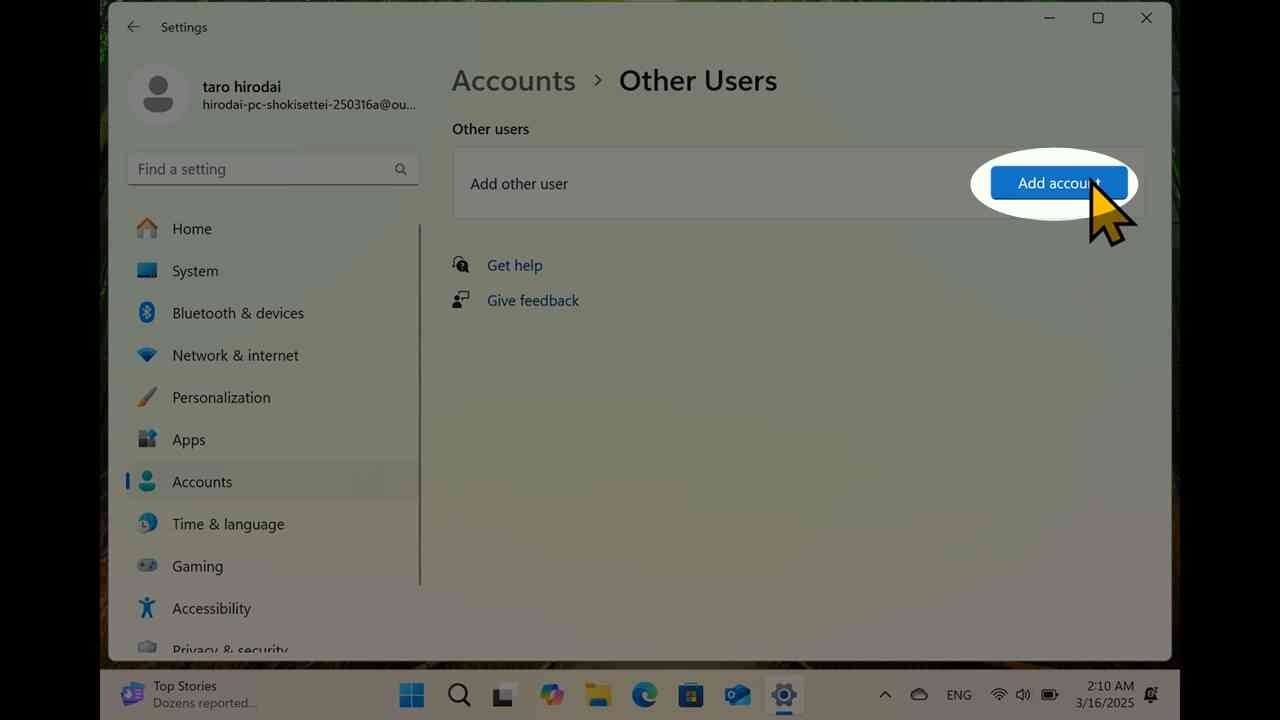 Settings
taro hirodai
hirodai-pc-shokisettei-250316a@ou...
Find a setting
Home
System
Bluetooth & devices
Network & internet
Personalization
Apps
Accounts
Time & language
Gaming
Accessibility
Privacy & security
Accounts > Other Users
Other users
Add other user
Add account
Get help
Give feedback
Top Stories
Dozens reported...
ENG
2:10 AM
3/16/2025